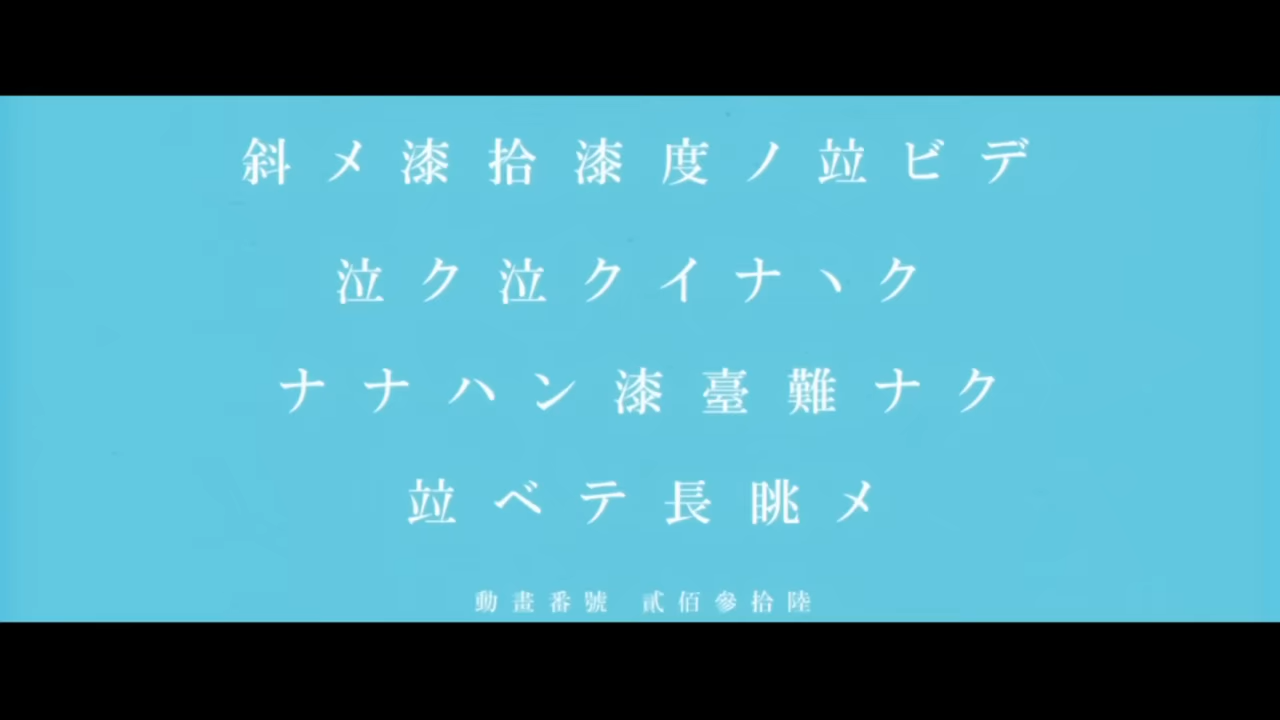 斜メ漆拾漆度ノ竝ビデ
泣ク泣クイナヽク
ナナハン漆臺難ナク
竝ベテ長眺メ
動畫番號 貳佰參拾陸